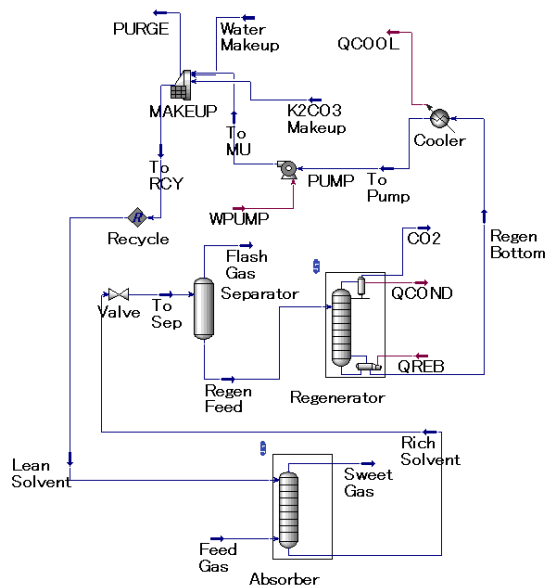 PURGE
Water
Makeup
QCOOL
MAKEUP
K2CO3
Makeup
Cooler
To
MU
To
RCY
PUMP
To
Pump
WPUMP
R
Recycle
CO2
Regen
Bottom
Flash
Gas
Valve
To
Sep
Separator
QCOND
QREB
Regen
Feed
Regenerator
Rich
Solvent
Lean
Solvent
Sweet
Gas
Feed
Gas
Absorber